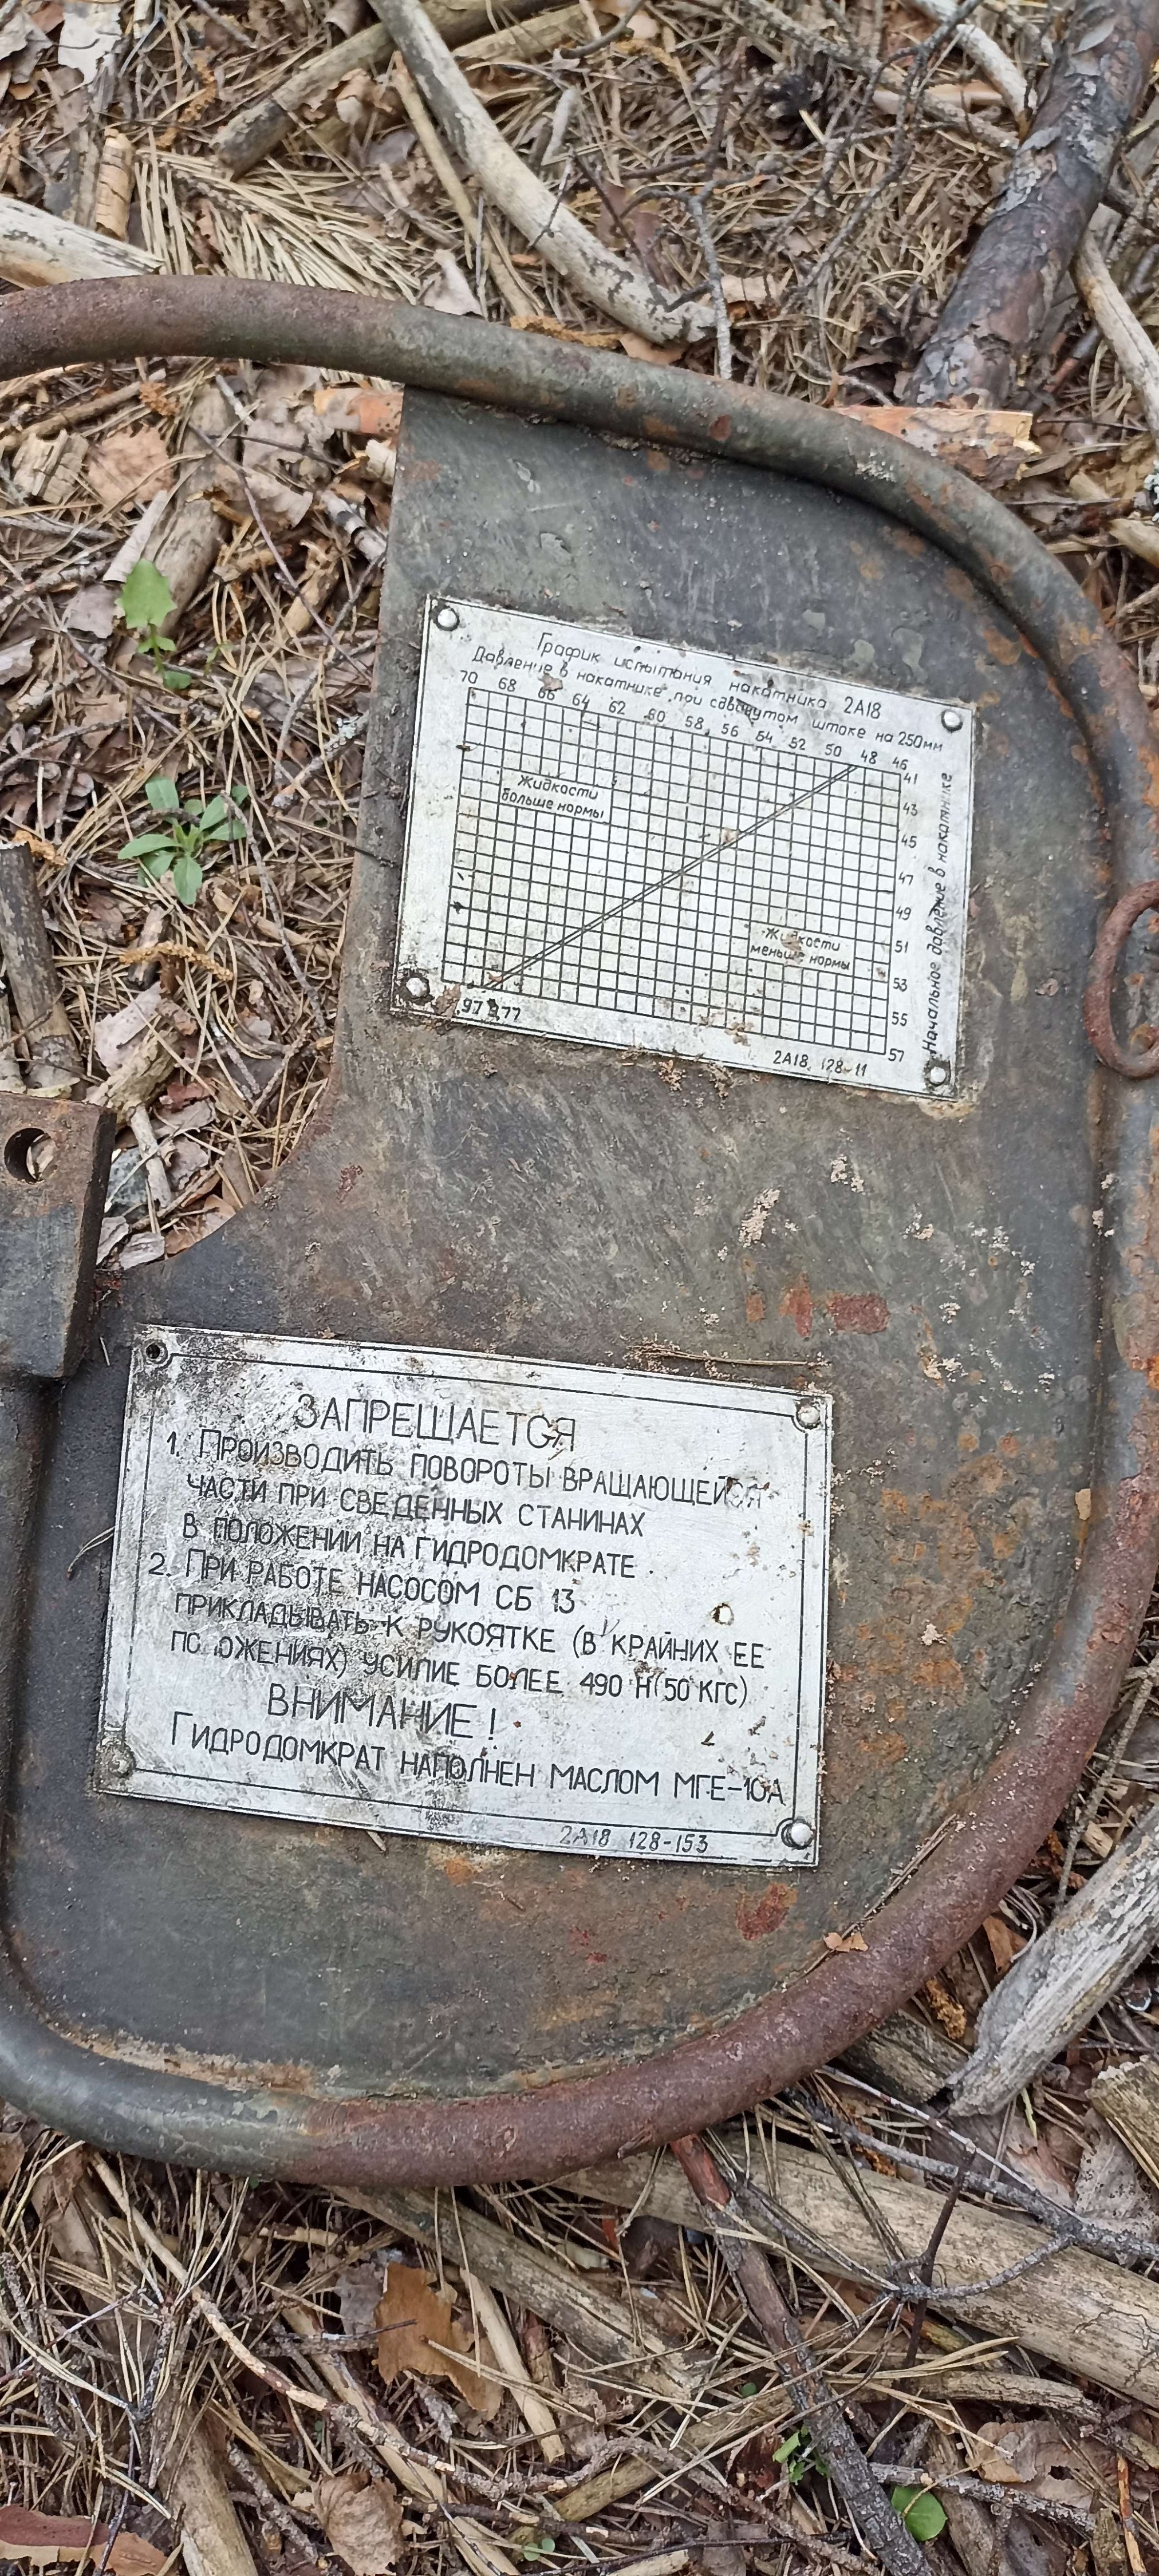 График испытания накатника 2А18
Давление в накатнике при сдвинутом штоке на 250мм
70 68 66 64 62 60 58 56 54 52 50 48 46
41
43
45
47
49
51
53
55
57
Начальное давление в накатнике
Жидкости
больше нормы
Жидкости
меньше нормы
2А18 128-11
ЗАПРЕЩАЕТСЯ
1. ПРОИЗВОДИТЬ ПОВОРОТЫ ВРАЩАЮЩЕЙСЯ
ЧАСТИ ПРИ СВЕДЕННЫХ СТАНИНАХ
В ПОЛОЖЕНИИ НА ГИДРОДОМКРАТЕ.
2. ПРИ РАБОТЕ НАСОСОМ СБ 13
ПРИКЛАДЫВАТЬ К РУКОЯТКЕ (В КРАЙНИХ ЕЕ
ПОЛОЖЕНИЯХ) УСИЛИЕ БОЛЕЕ 490 Н(50 КГС)
ВНИМАНИЕ!
ГИДРОДОМКРАТ НАПОЛНЕН МАСЛОМ МГЕ-10А
2А18 128-153